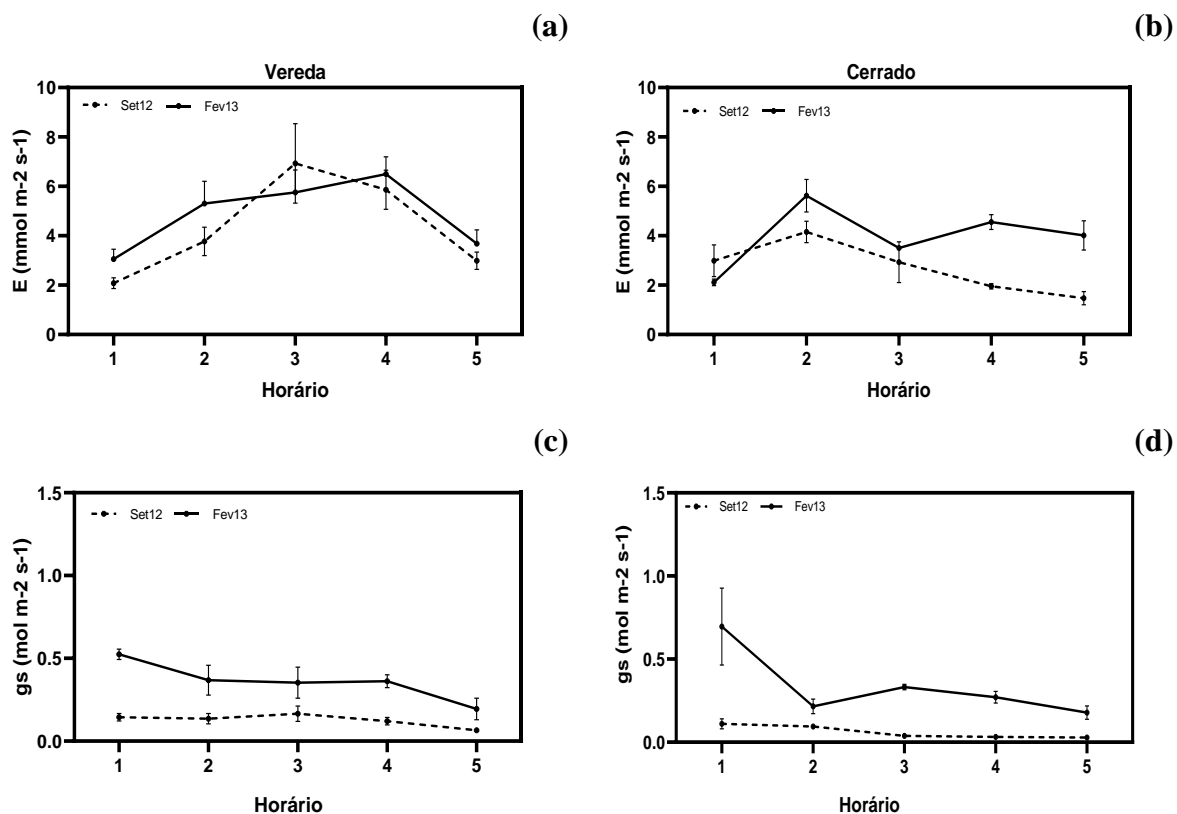 (a)
Vereda
Set12 Fev13
E (mmol m-2 s-1)
10
8
6
4
2
0
1 2 3 4 5
Horário
(b)
Cerrado
Set12 Fev13
E (mmol m-2 s-1)
10
8
6
4
2
0
1 2 3 4 5
Horário
(c)
Set12 Fev13
gs (mol m-2 s-1)
1.5
1.0
0.5
0.0
1 2 3 4 5
Horário
(d)
Set12 Fev13
gs (mol m-2 s-1)
1.5
1.0
0.5
0.0
1 2 3 4 5
Horário